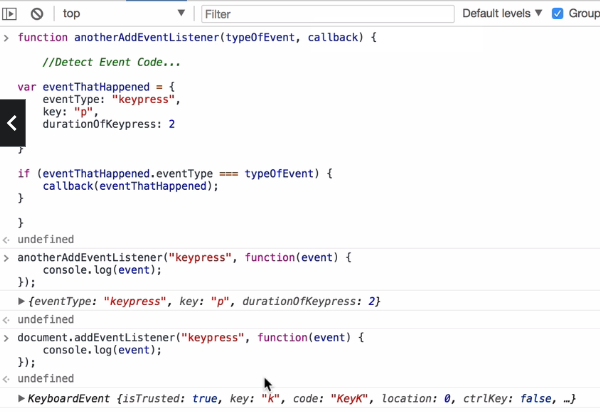 top Filter Default levels Group
function anotherAddEventListener(typeOfEvent, callback) {
//Detect Event Code...
var eventThatHappened = {
eventType: "keypress",
key: "p",
durationOfKeypress: 2
}
if (eventThatHappened.eventType === typeOfEvent) {
callback(eventThatHappened);
}
}
undefined
anotherAddEventListener("keypress", function(event) {
console.log(event);
});
{eventType: "keypress", key: "p", durationOfKeypress: 2}
undefined
document.addEventListener("keypress", function(event) {
console.log(event);
});
undefined
KeyboardEvent {isTrusted: true, key: "k", code: "KeyK", location: 0, ctrlKey: false, …}